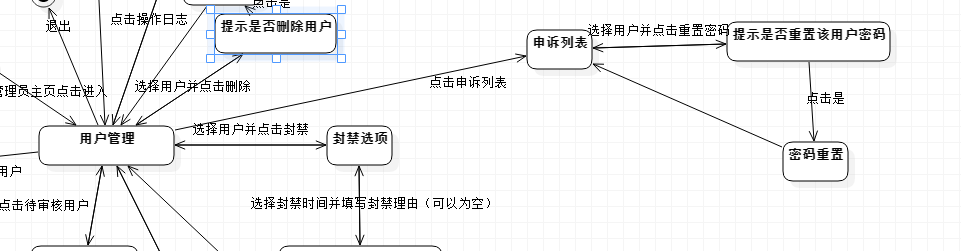 点击是
点击操作日志
退出
提示是否删除用户
选择用户并点击重置密码
提示是否重置该用户密码
申诉列表
选择用户并点击删除
点击申诉列表
管理员主页点击进入
点击是
选择用户并点击封禁
用户管理
封禁选项
密码重置
用户
点击待审核用户
选择封禁时间并填写封禁理由（可以为空）